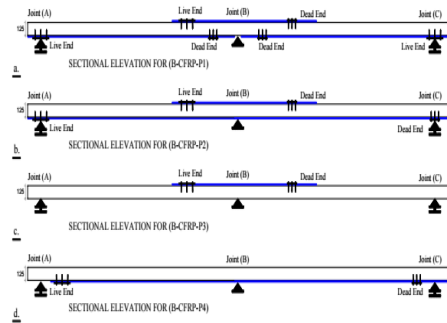 Joint (A) Live End Joint (B) Dead End Joint (C)
125
Live End Dead End Dead End Live End
a. SECTIONAL ELEVATION FOR (B-CFRP-P1)
Joint (A) Live End Joint (B) Dead End Joint (C)
125
Live End Dead End
b. SECTIONAL ELEVATION FOR (B-CFRP-P2)
Joint (A) Live End Joint (B) Dead End Joint (C)
125
c. SECTIONAL ELEVATION FOR (B-CFRP-P3)
Joint (A) Joint (B) Joint (C)
125
Live End Dead End
d. SECTIONAL ELEVATION FOR (B-CFRP-P4)